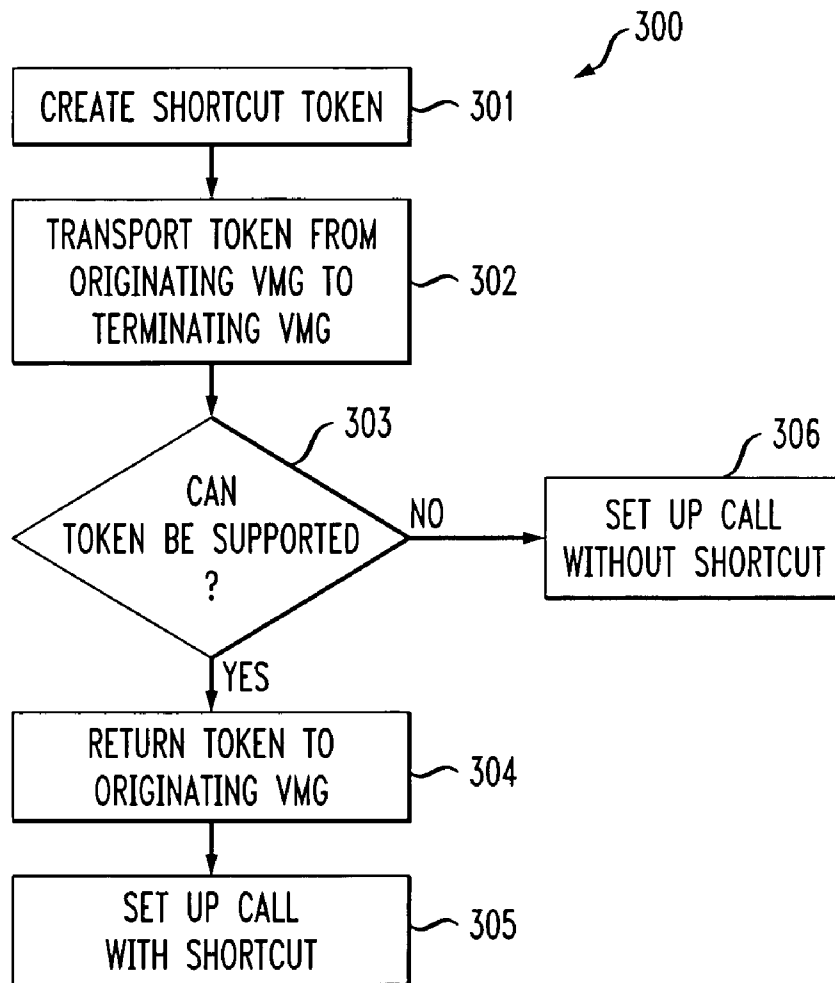 300
CREATE SHORTCUT TOKEN
301
TRANSPORT TOKEN FROM
ORIGINATING VMG TO
TERMINATING VMG
302
303
CAN
TOKEN BE SUPPORTED
?
NO
306
SET UP CALL
WITHOUT SHORTCUT
YES
RETURN TOKEN TO
ORIGINATING VMG
304
SET UP CALL
WITH SHORTCUT
305